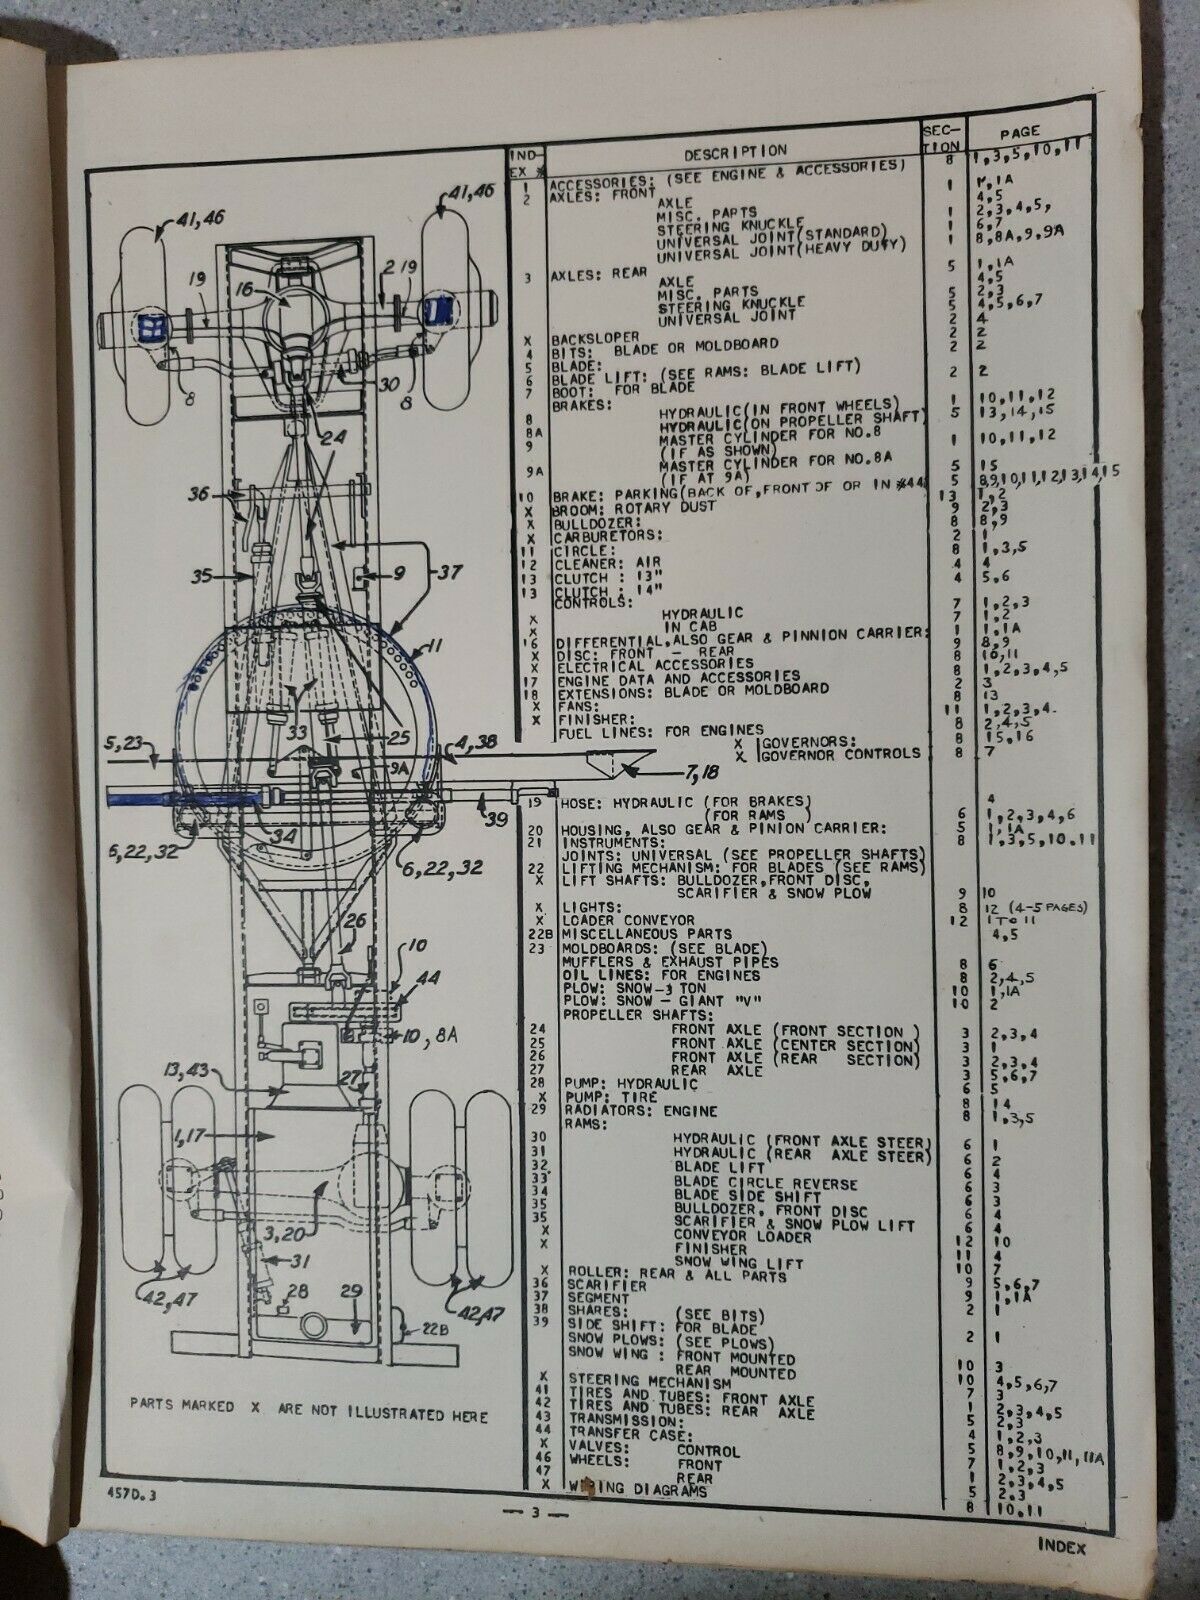 IND- DESCRIPTION SEC- PAGE
EX # TION
8 1,3,5,10,11
1 ACCESSORIES: (SEE ENGINE & ACCESSORIES)
2 AXLES: FRONT
AXLE 1 1,1A
MISC. PARTS 4,5
STEERING KNUCKLE 1 2,3,4,5,
UNIVERSAL JOINT(STANDARD) 1 6,7
UNIVERSAL JOINT(HEAVY DUTY) 1 8,8A,9,9A
3 AXLES: REAR
AXLE 5 1,1A
MISC. PARTS 4,5
STEERING KNUCKLE 5 2,3
UNIVERSAL JOINT 5 4,5,6,7
X BACKSLOPER 2 4
4 BITS: BLADE OR MOLDBOARD 2 2
5 BLADE: 2 2
6 BLADE LIFT: (SEE RAMS: BLADE LIFT)
7 BOOT: FOR BLADE 2 2
BRAKES:
8 HYDRAULIC(IN FRONT WHEELS) 1 10,11,12
8A HYDRAULIC(ON PROPELLER SHAFT) 5 13,14,15
9 MASTER CYLINDER FOR NO.8 1 10,11,12
(IF AS SHOWN)
9A MASTER CYLINDER FOR NO.8A 5 15
(IF AT 9A)
10 BRAKE: PARKING(BACK OF,FRONT OF OR IN #44) 5 8,9,10,11,12,13,14,15
X BROOM: ROTARY DUST 13 1,2
X BULLDOZER: 9 2,3
X CARBURETORS: 8 8,9
11 CIRCLE: 2 1
12 CLEANER: AIR 8 1,3,5
13 CLUTCH : 13" 4 4
13 CLUTCH : 14" 4 5,6
CONTROLS:
X HYDRAULIC 7 1,2,3
X IN CAB 7 1,2
16 DIFFERENTIAL,ALSO GEAR & PINNION CARRIER: 1 1,1A
X DISC: FRONT - REAR 9 8,9
X ELECTRICAL ACCESSORIES 8 10,11
17 ENGINE DATA AND ACCESSORIES 8 1,2,3,4,5
18 EXTENSIONS: BLADE OR MOLDBOARD 2 3
X FANS: 8 13
X FINISHER: 11 1,2,3,4.
FUEL LINES: FOR ENGINES 8 2,4,5
X GOVERNORS: 8 15,16
X GOVERNOR CONTROLS 8 7
19 HOSE: HYDRAULIC (FOR BRAKES) 4
(FOR RAMS ) 6 1,2,3,4,6
20 HOUSING, ALSO GEAR & PINION CARRIER: 5 1,1A
21 INSTRUMENTS: 8 1,3,5,10.11
JOINTS: UNIVERSAL (SEE PROPELLER SHAFTS)
22 LIFTING MECHANISM: FOR BLADES (SEE RAMS)
X LIFT SHAFTS: BULLDOZER,FRONT DISC,
SCARIFIER & SNOW PLOW 9 10
X LIGHTS: 8 12 (4-5 PAGES)
X LOADER CONVEYOR 12 1 TO 11
22B MISCELLANEOUS PARTS 4,5
23 MOLDBOARDS: (SEE BLADE)
MUFFLERS & EXHAUST PIPES 8 6
OIL LINES: FOR ENGINES 8 2,4,5
PLOW: SNOW-3 TON 10 1,1A
PLOW: SNOW - GIANT "V" 10 2
PROPELLER SHAFTS:
24 FRONT AXLE (FRONT SECTION ) 3 2,3,4
25 FRONT AXLE (CENTER SECTION) 3 1
26 FRONT AXLE (REAR SECTION) 3 2,3,4
27 REAR AXLE 3 5,6,7
28 PUMP: HYDRAULIC 6 5
X PUMP: TIRE 8 14
29 RADIATORS: ENGINE 8 1,3,5
RAMS:
30 HYDRAULIC (FRONT AXLE STEER) 6 1
31 HYDRAULIC (REAR AXLE STEER) 6 2
32 BLADE LIFT 6 4
33 BLADE CIRCLE REVERSE 6 3
34 BLADE SIDE SHIFT 6 3
35 BULLDOZER, FRONT DISC 6 4
35 SCARIFIER & SNOW PLOW LIFT 6 4
X CONVEYOR LOADER 12 10
X FINISHER 11 4
SNOW WING LIFT 10 7
X ROLLER: REAR & ALL PARTS 9 5,6,7
36 SCARIFIER 9 1,1A
37 SEGMENT 2 1
38 SHARES: (SEE BITS)
39 SIDE SHIFT: FOR BLADE 2 1
SNOW PLOWS: (SEE PLOWS)
SNOW WING : FRONT MOUNTED 10 3
REAR MOUNTED 10 4,5,6,7
X STEERING MECHANISM 7 3
41 TIRES AND TUBES: FRONT AXLE 1 2,3,4,5
42 TIRES AND TUBES: REAR AXLE 5 2,3
43 TRANSMISSION: 4 1,2,3
44 TRANSFER CASE: 5 8,9,10,11,11A
X VALVES: CONTROL 7 1,2,3
46 WHEELS: FRONT 1 2,3,4,5
47 REAR 5 2.3
X WIRING DIAGRAMS 8 10.11
41,46
41,46
19
16
2
19
8
30
8
24
36
35
9
37
11
33
25
5,23
4,38
9A
7,18
34
39
6,22,32
6,22,32
26
10
44
10, 8A
13,43
27
1,17
3,20
31
28
29
42,47
42,47
22B
PARTS MARKED X ARE NOT ILLUSTRATED HERE
457D.3
- 3 -
INDEX